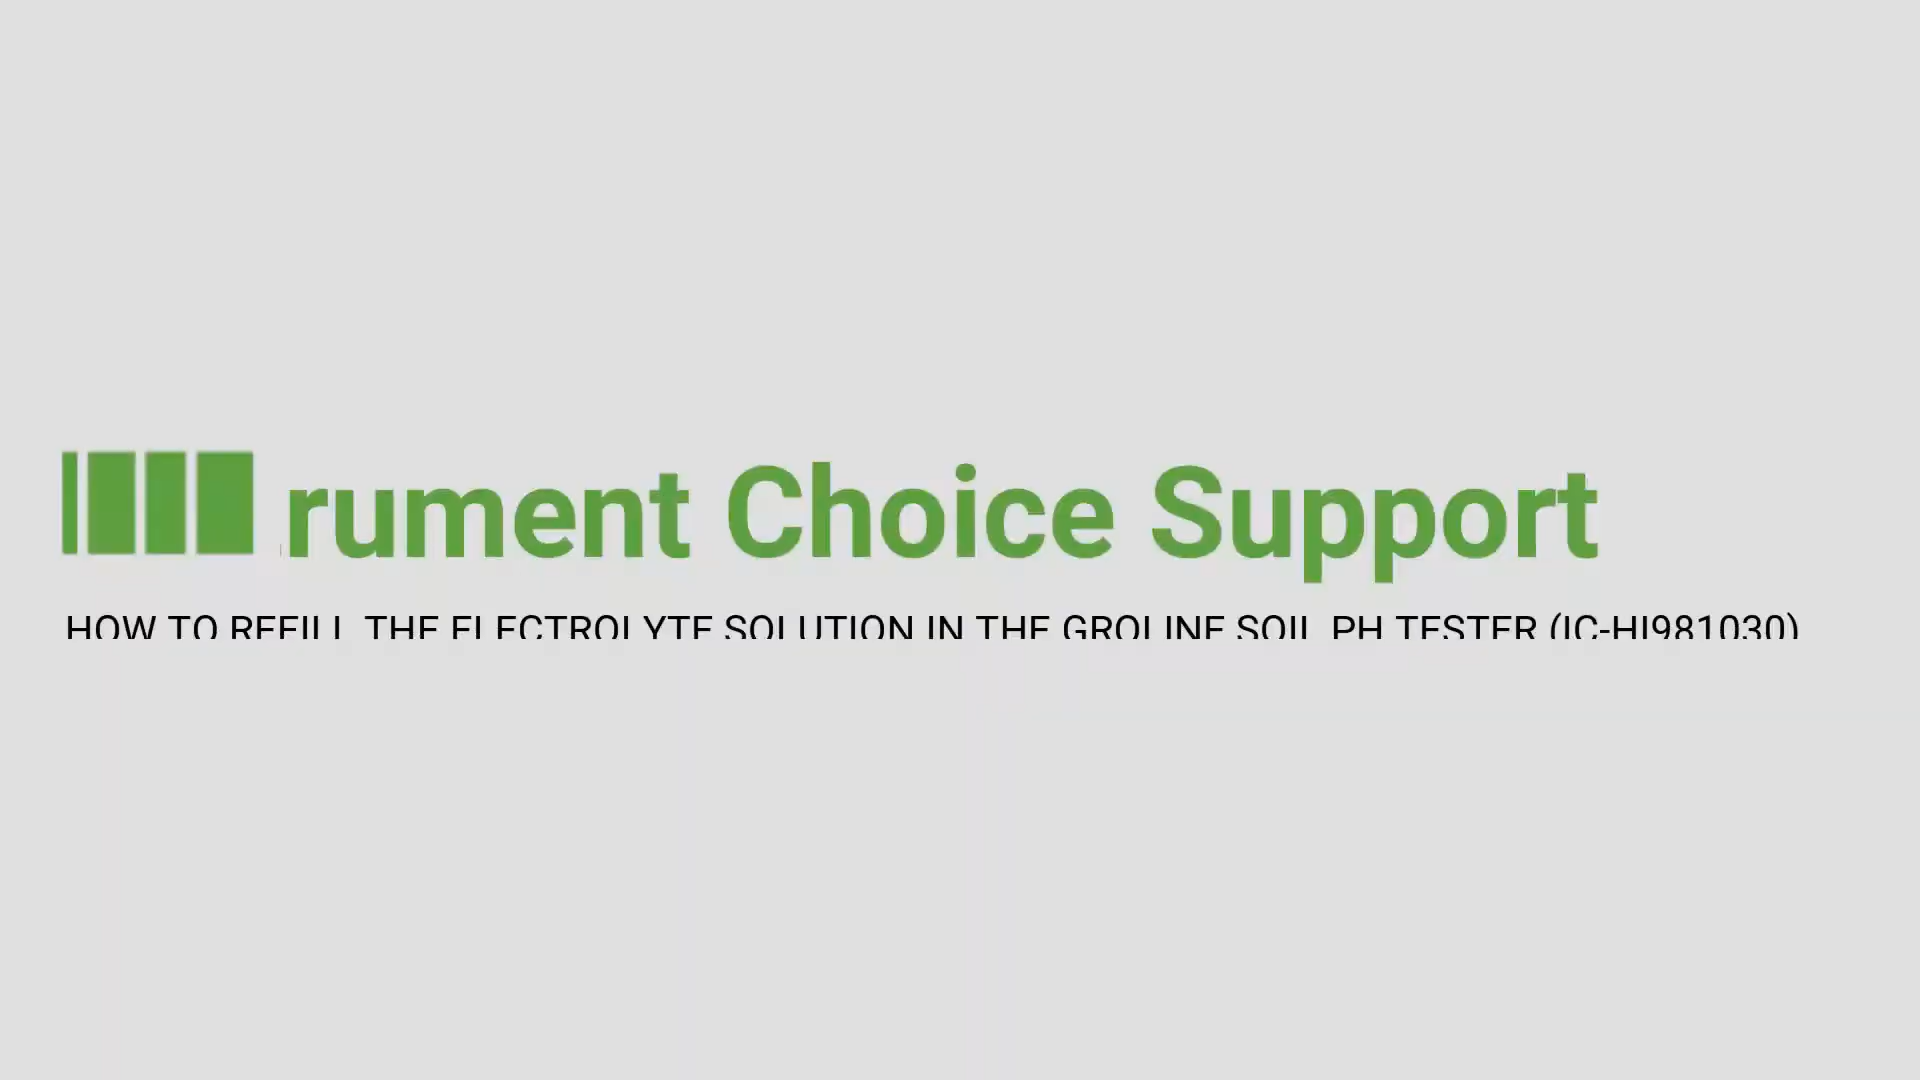 rument Choice Support
HOW TO REFILL THE ELECTROLYTE SOLUTION IN THE GROLINE SOIL PH TESTER (IC-HI981030)